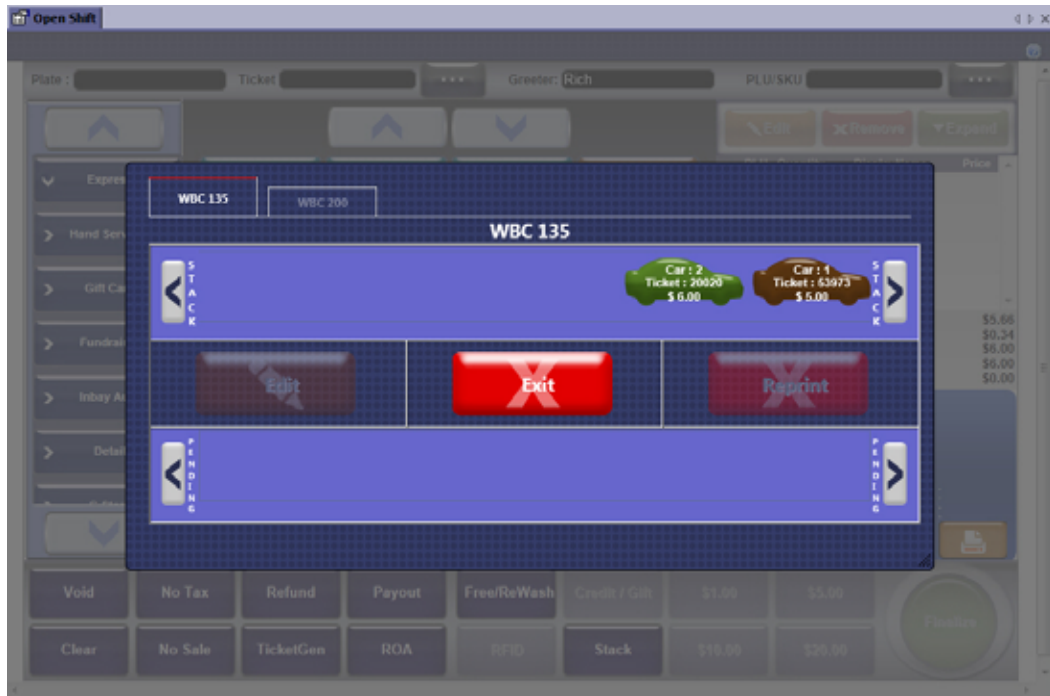 Open Shift
Plate :
Ticket
...
Greeter: Rich
PLU/SKU
...
Edit
Remove
Expand
Price
Expres
Hand Serv
Gift Ca
Fundrai
Inbay Au
Detail
WBC 135
WBC 200
WBC 135
STACK
Car : 2
Ticket : 20020
$ 6.00
Car : 1
Ticket : 53973
$ 5.00
STACK
Edit
Exit
Reprint
PENDING
PENDING
$5.66
$0.34
$6.00
$6.00
$0.00
Void
No Tax
Refund
Payout
Free/ReWash
Credit / Gift
$1.00
$5.00
Finalize
Clear
No Sale
TicketGen
ROA
RFID
Stack
$10.00
$20.00